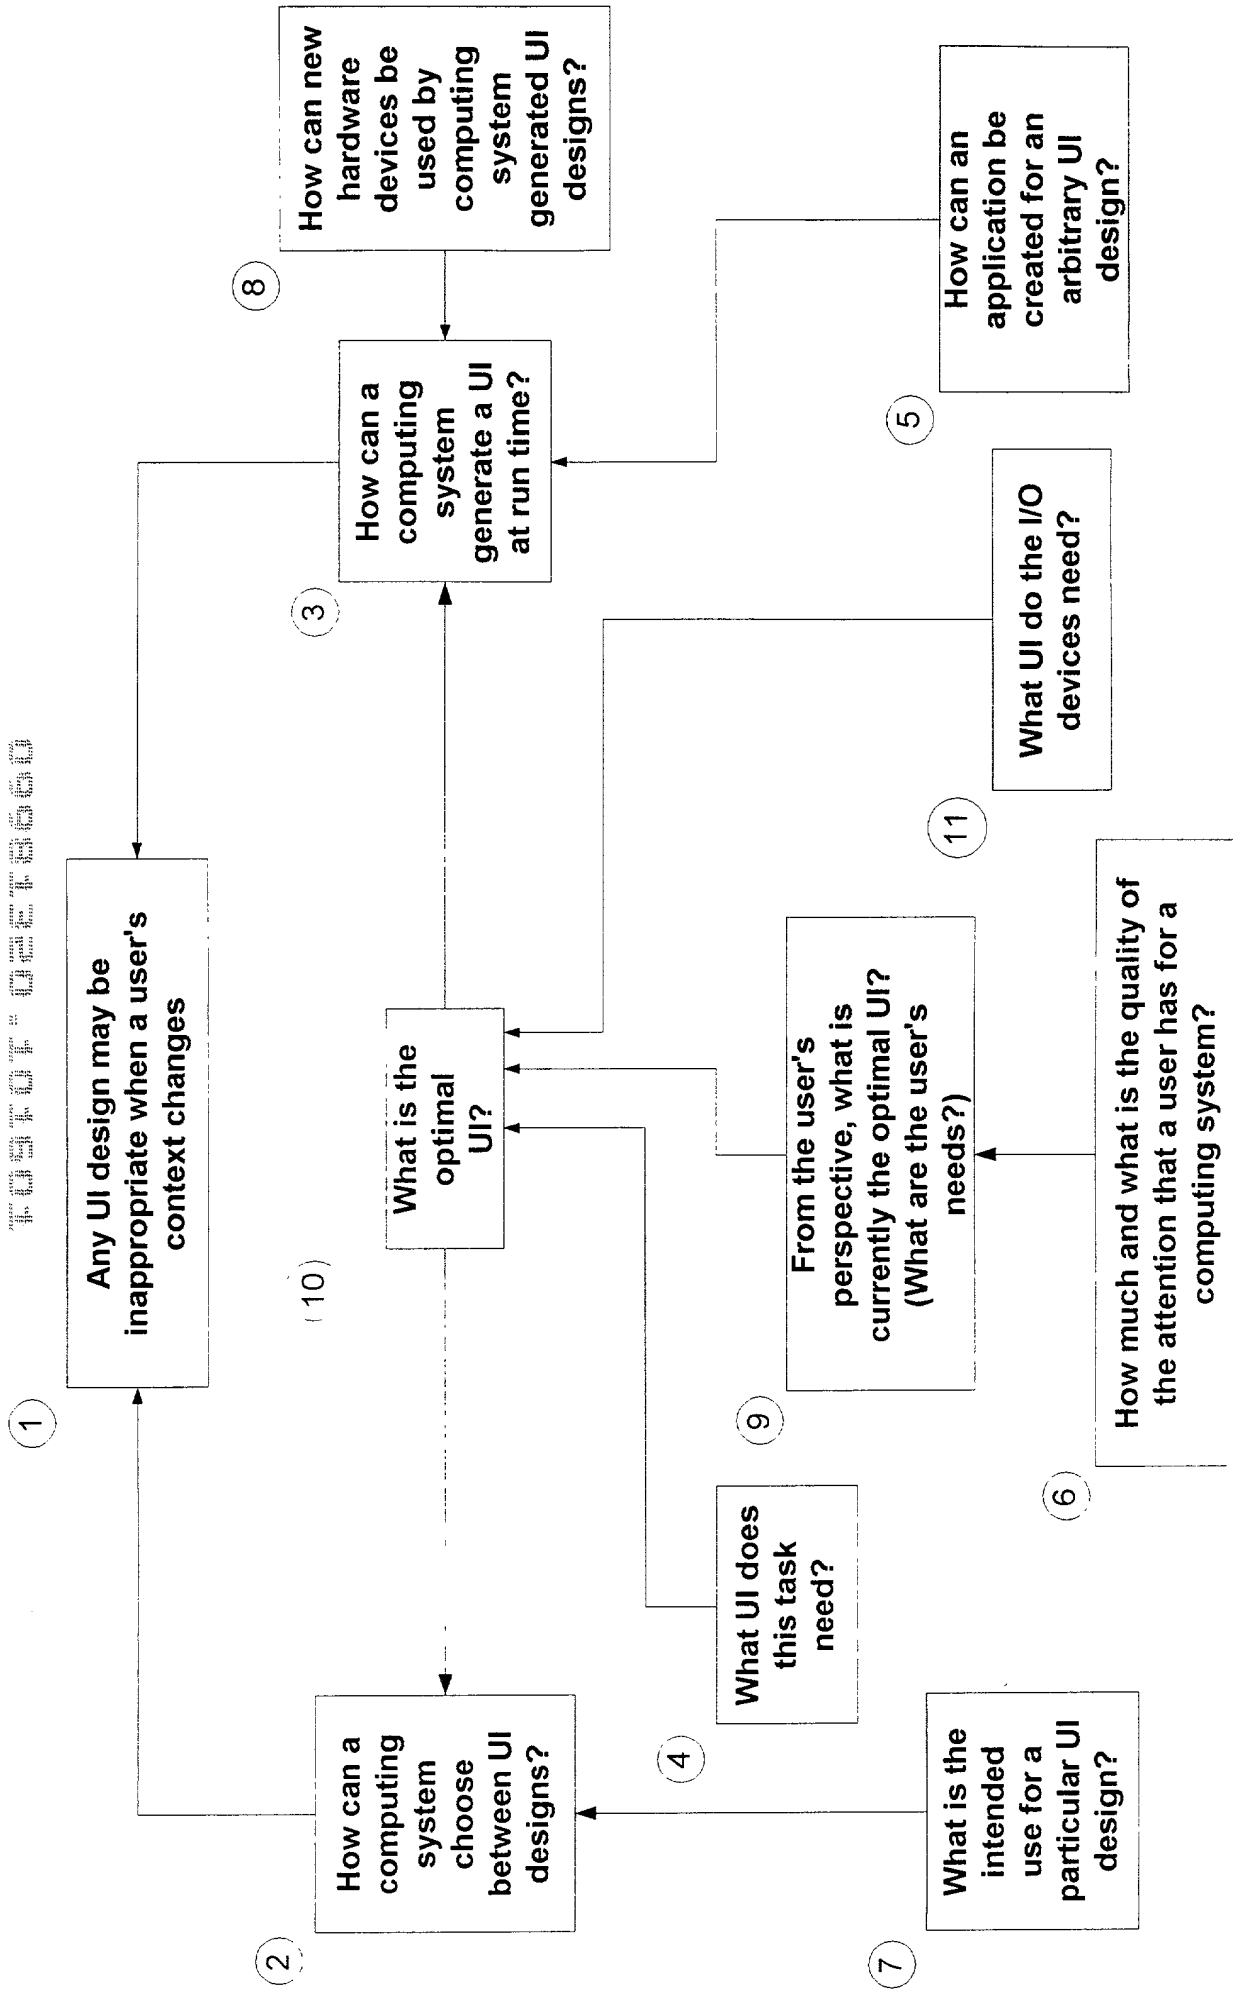 1
Any UI design may be
inappropriate when a user's
context changes
2
How can a
computing
system
choose
between UI
designs?
(10)
What is the
optimal
UI?
3
How can a
computing
system
generate a UI
at run time?
8
How can new
hardware
devices be
used by
computing
system
generated UI
designs?
4
What UI does
this task
need?
9
From the user's
perspective, what is
currently the optimal UI?
(What are the user's
needs?)
11
What UI do the I/O
devices need?
5
How can an
application be
created for an
arbitrary UI
design?
7
What is the
intended
use for a
particular UI
design?
6
How much and what is the quality of
the attention that a user has for a
computing system?